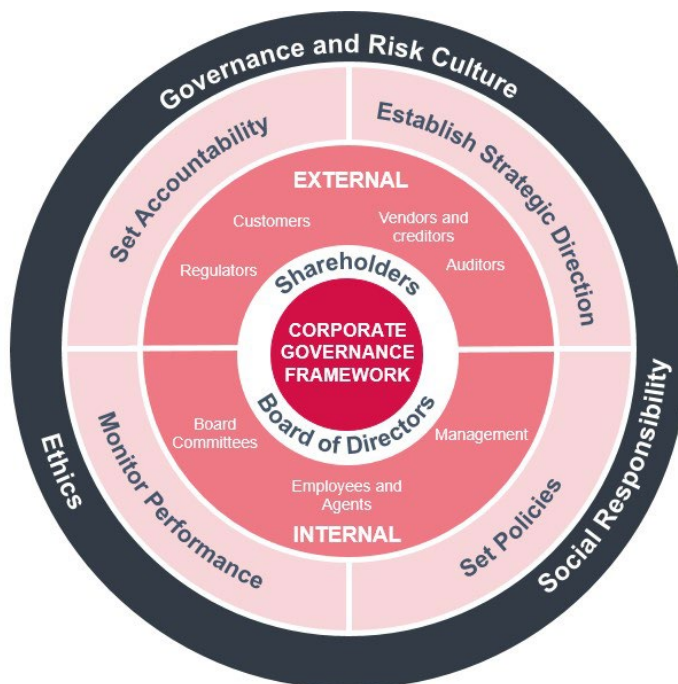 Governance and Risk Culture
Set Accountability
Establish Strategic Direction
EXTERNAL
Customers
Vendors and
creditors
Regulators
Auditors
Shareholders
CORPORATE
GOVERNANCE
FRAMEWORK
Board of Directors
Board
Committees
Management
Employees and
Agents
INTERNAL
Monitor Performance
Set Policies
Ethics
Social Responsibility